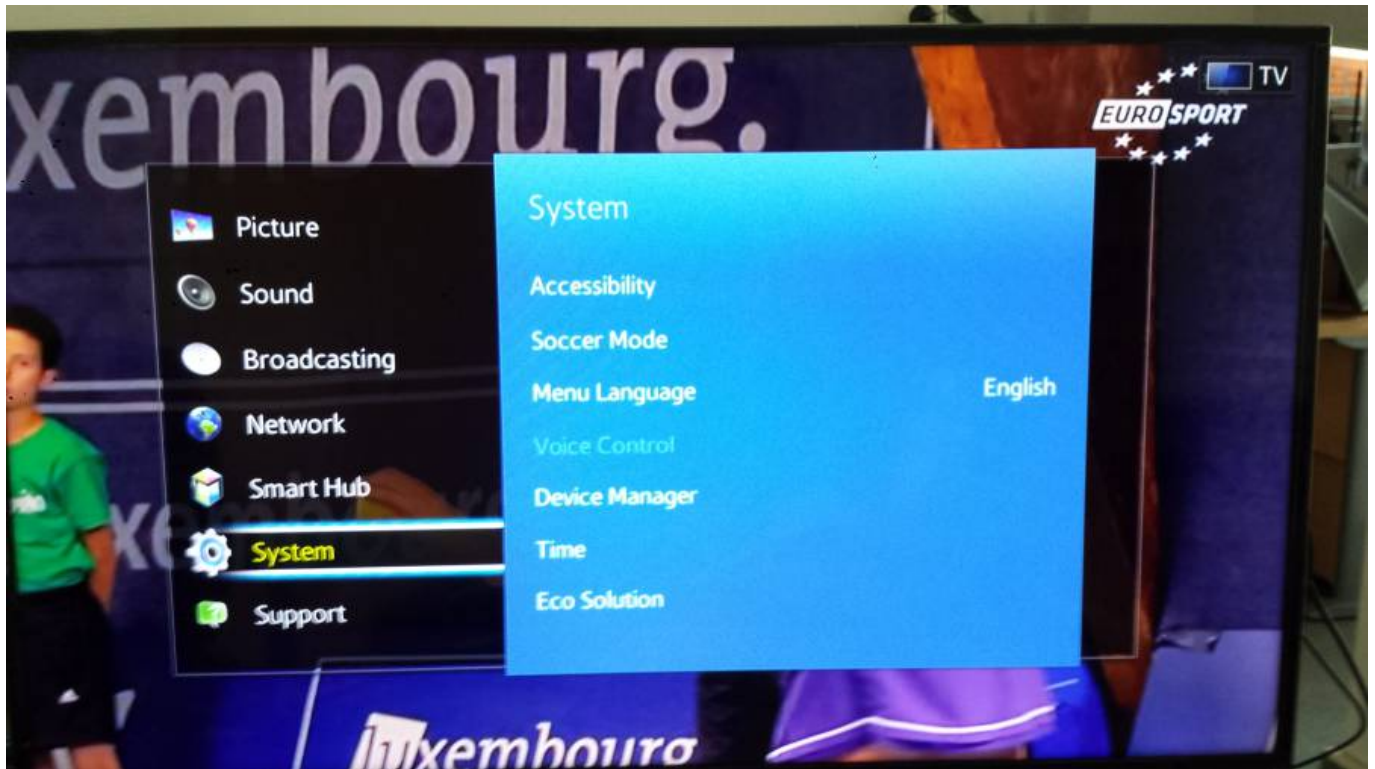 xembourg.
TV
EUROSPORT
Picture
Sound
Broadcasting
Network
Smart Hub
System
Support
System
Accessibility
Soccer Mode
Menu Language English
Voice Control
Device Manager
Time
Eco Solution
luxembourg